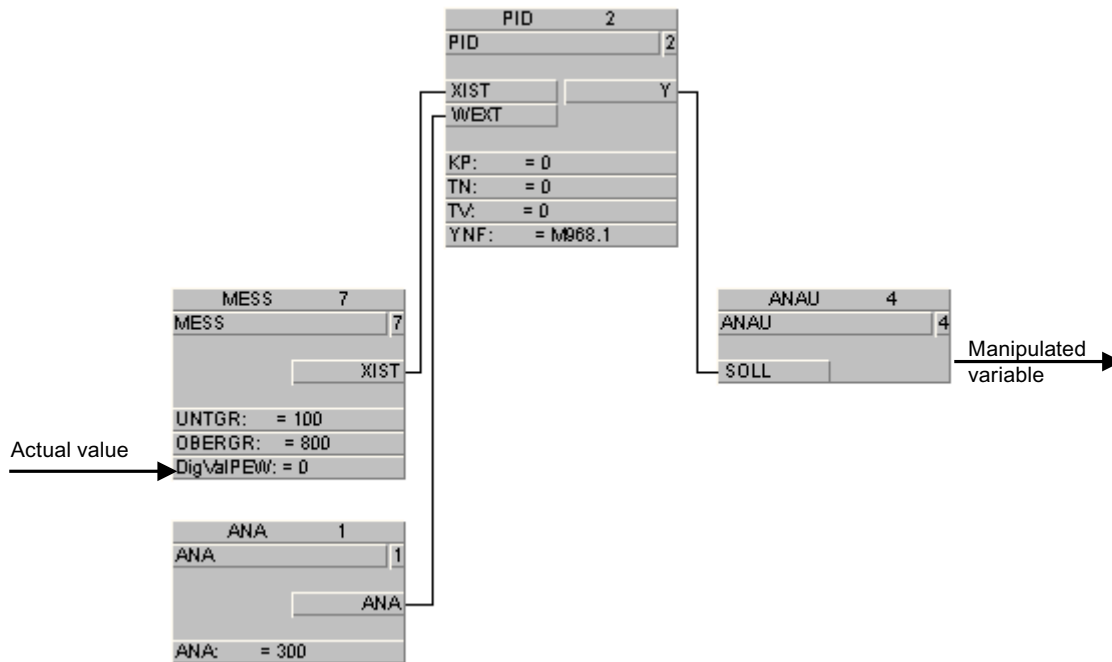 PID 2
PID 2
XIST Y
WEXT
KP: = 0
TN: = 0
TV: = 0
YNF: = M968.1
MESS 7
MESS 7
XIST
UNTGR: = 100
OBERGR: = 800
DigValPEW: = 0
Actual value
ANA 1
ANA 1
ANA
ANA: = 300
ANAU 4
ANAU 4
SOLL
Manipulated
variable